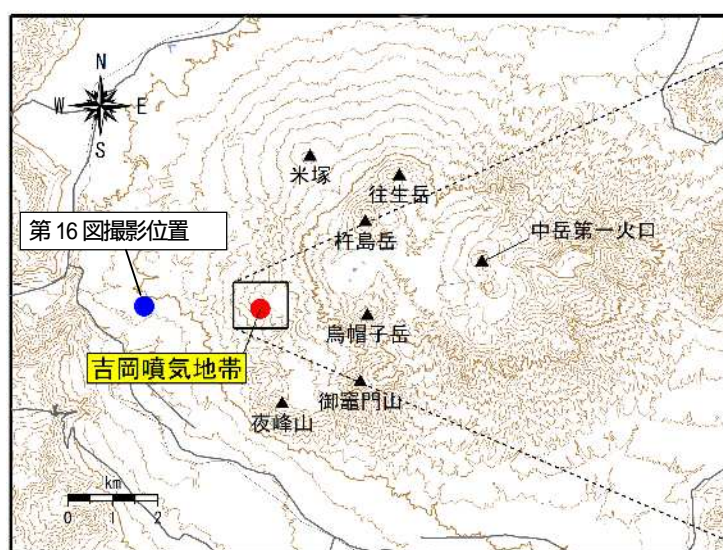 N
W E
S
米塚
往生岳
杵島岳
中岳第一火口
第16図撮影位置
烏帽子岳
吉岡噴気地帯
御竈門山
夜峰山
km
0 1 2